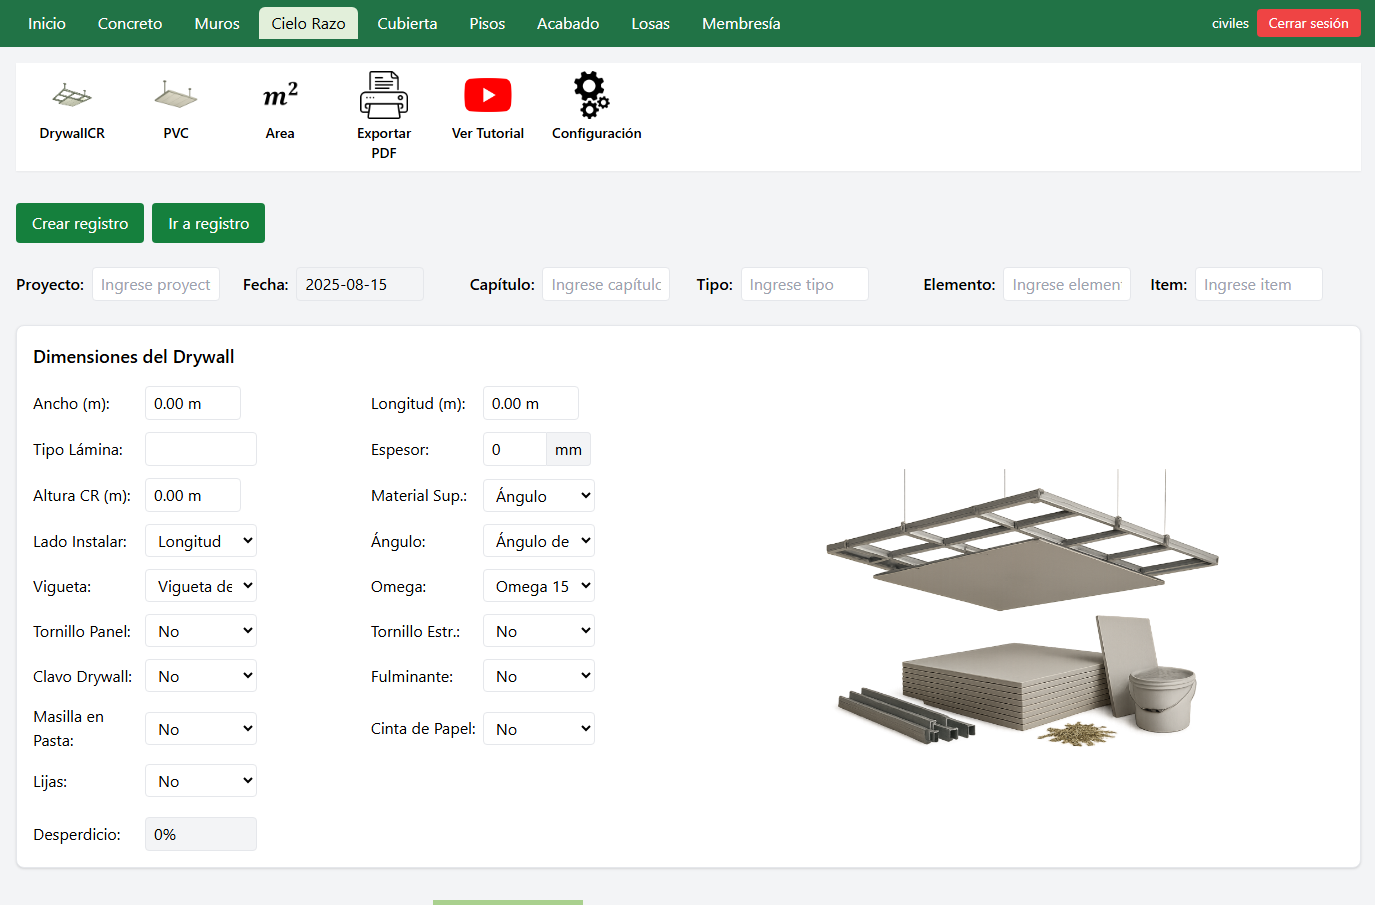 Inicio Concreto Muros Cielo Razo Cubierta Pisos Acabado Losas Membresía civiles Cerrar sesión
m²
DrywallCR PVC Area Exportar PDF Ver Tutorial Configuración
Crear registro Ir a registro
Proyecto: Ingrese proyect Fecha: 2025-08-15 Capítulo: Ingrese capítulo Tipo: Ingrese tipo Elemento: Ingrese elemen Item: Ingrese item
Dimensiones del Drywall
Ancho (m): 0.00 m Longitud (m): 0.00 m
Tipo Lámina: Espesor: 0 mm
Altura CR (m): 0.00 m Material Sup.: Ángulo
Lado Instalar: Longitud Ángulo: Ángulo de
Vigueta: Vigueta de Omega: Omega 15
Tornillo Panel: No Tornillo Estr.: No
Clavo Drywall: No Fulminante: No
Masilla en Pasta: No Cinta de Papel: No
Lijas: No
Desperdicio: 0%